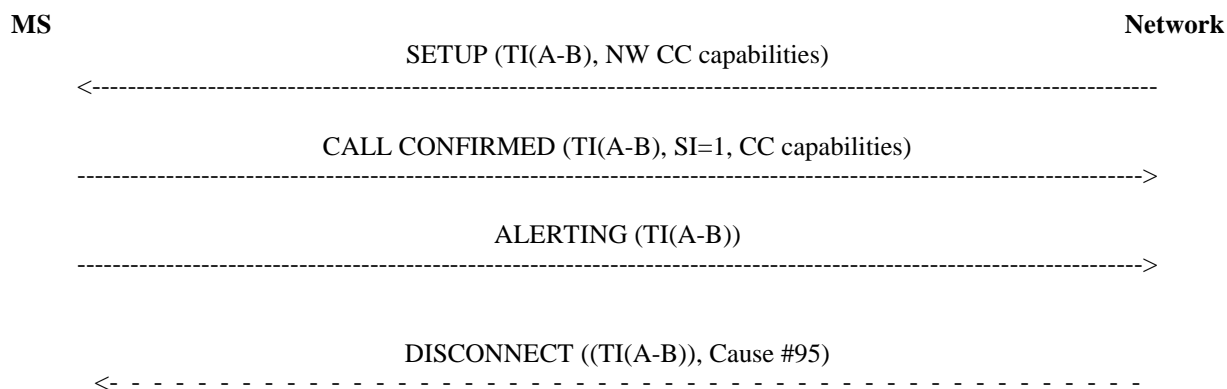 MS Network
SETUP (TI(A-B), NW CC capabilities)
<--------------------------------------------------------------------------------------------------------------------
CALL CONFIRMED (TI(A-B), SI=1, CC capabilities)
-------------------------------------------------------------------------------------------------------------------->
ALERTING (TI(A-B))
-------------------------------------------------------------------------------------------------------------------->
DISCONNECT ((TI(A-B)), Cause #95)
<- - - - - - - - - - - - - - - - - - - - - - - - - - - - - - - - - - - - - - - - - - - - - - - -